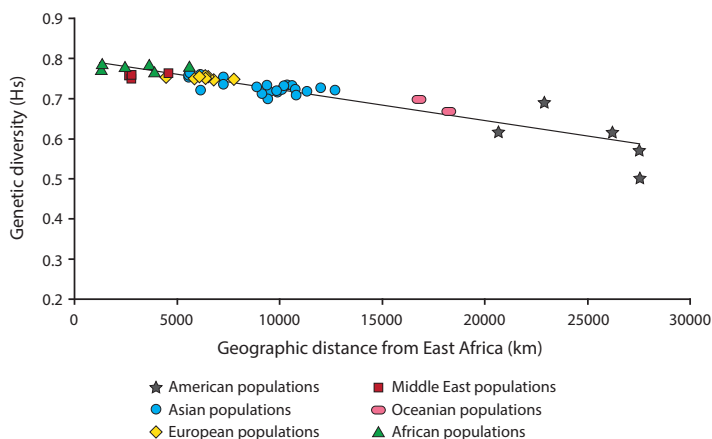 0.9
0.8
0.7
0.6
0.5
0.4
0.3
0.2
Genetic diversity (Hs)
0 5000 10000 15000 20000 25000 30000
Geographic distance from East Africa (km)
American populations Middle East populations
Asian populations Oceanian populations
European populations African populations